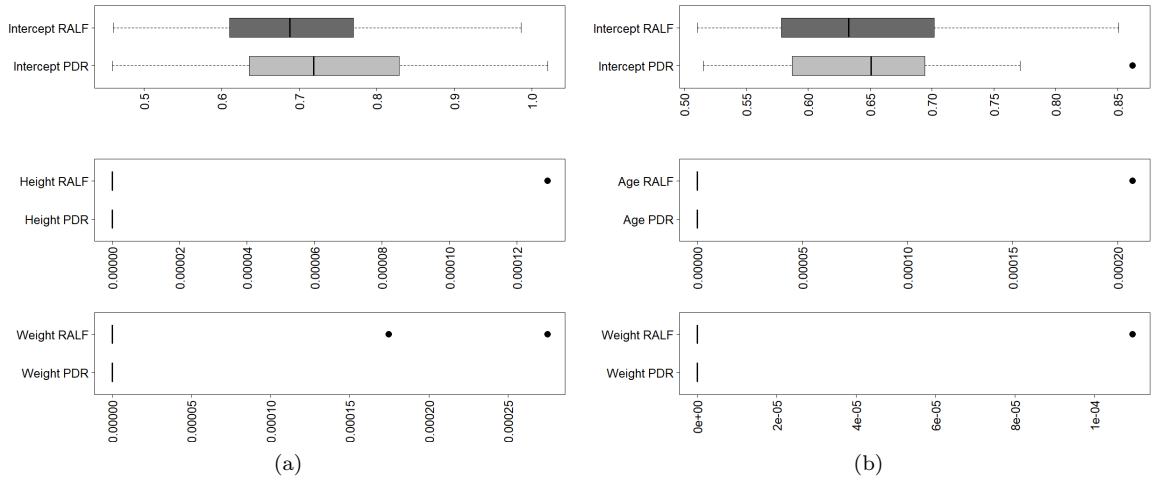 Intercept RALF
Intercept PDR
0.5 0.6 0.7 0.8 0.9 1.0
Height RALF
Height PDR
0.00000 0.00002 0.00004 0.00006 0.00008 0.00010 0.00012
Weight RALF
Weight PDR
0.00000 0.00005 0.00010 0.00015 0.00020 0.00025
(a)
Intercept RALF
Intercept PDR
0.50 0.55 0.60 0.65 0.70 0.75 0.80 0.85
Age RALF
Age PDR
0.00000 0.00005 0.00010 0.00015 0.00020
Weight RALF
Weight PDR
0e+00 2e-05 4e-05 6e-05 8e-05 1e-04
(b)